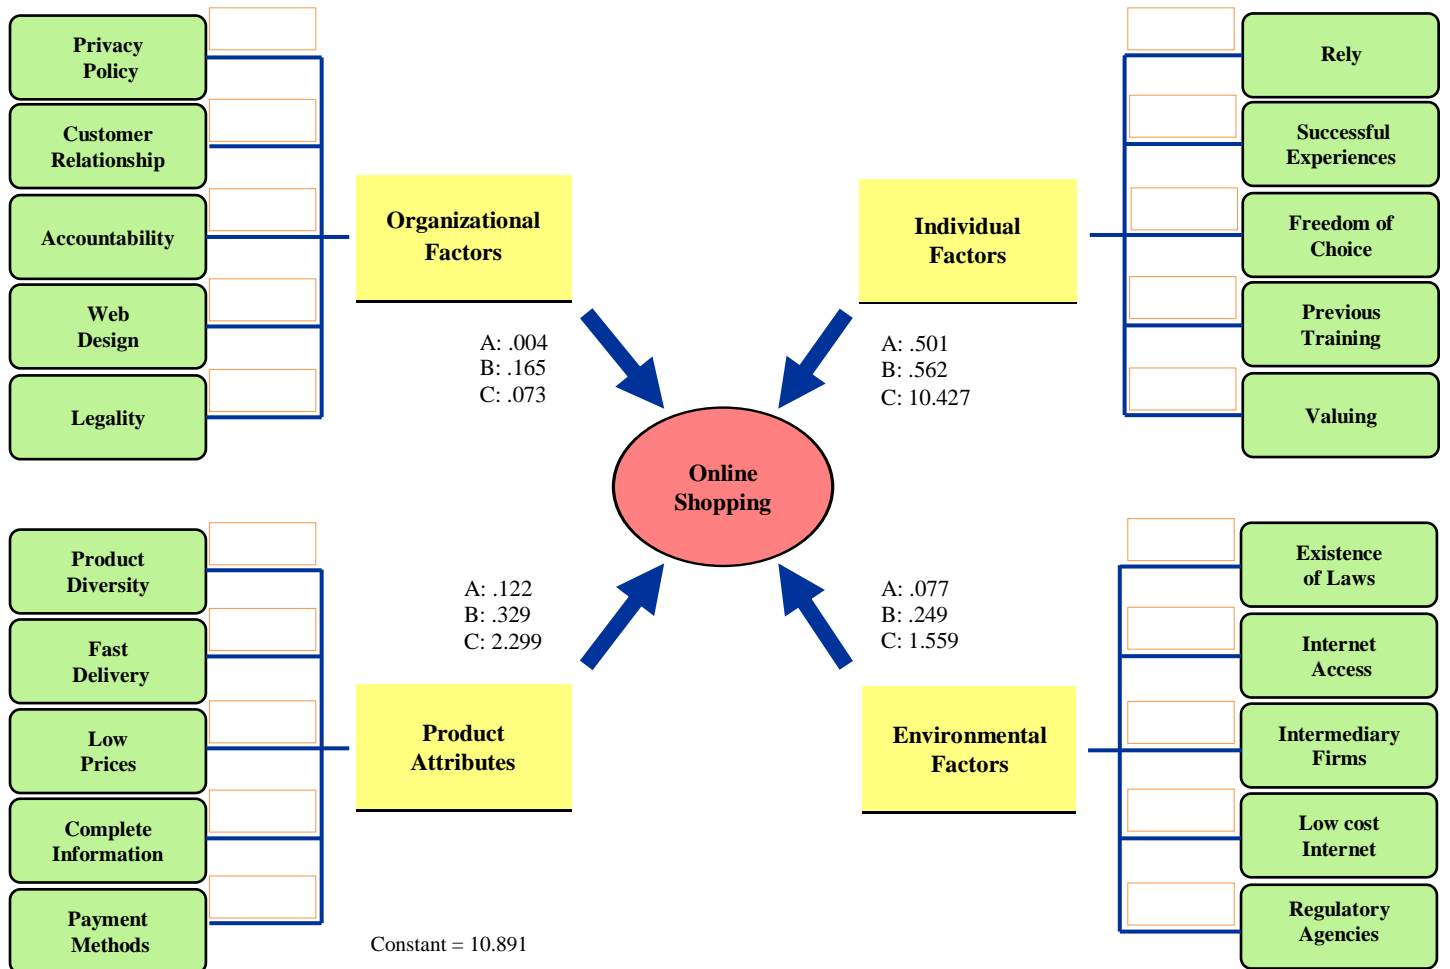 Privacy
Policy
Customer
Relationship
Accountability
Web
Design
Legality
Organizational
Factors
A: .004
B: .165
C: .073
Individual
Factors
A: .501
B: .562
C: 10.427
Rely
Successful
Experiences
Freedom of
Choice
Previous
Training
Valuing
Online
Shopping
Product
Diversity
Fast
Delivery
Low
Prices
Complete
Information
Payment
Methods
A: .122
B: .329
C: 2.299
Product
Attributes
A: .077
B: .249
C: 1.559
Environmental
Factors
Existence
of Laws
Internet
Access
Intermediary
Firms
Low cost
Internet
Regulatory
Agencies
Constant = 10.891